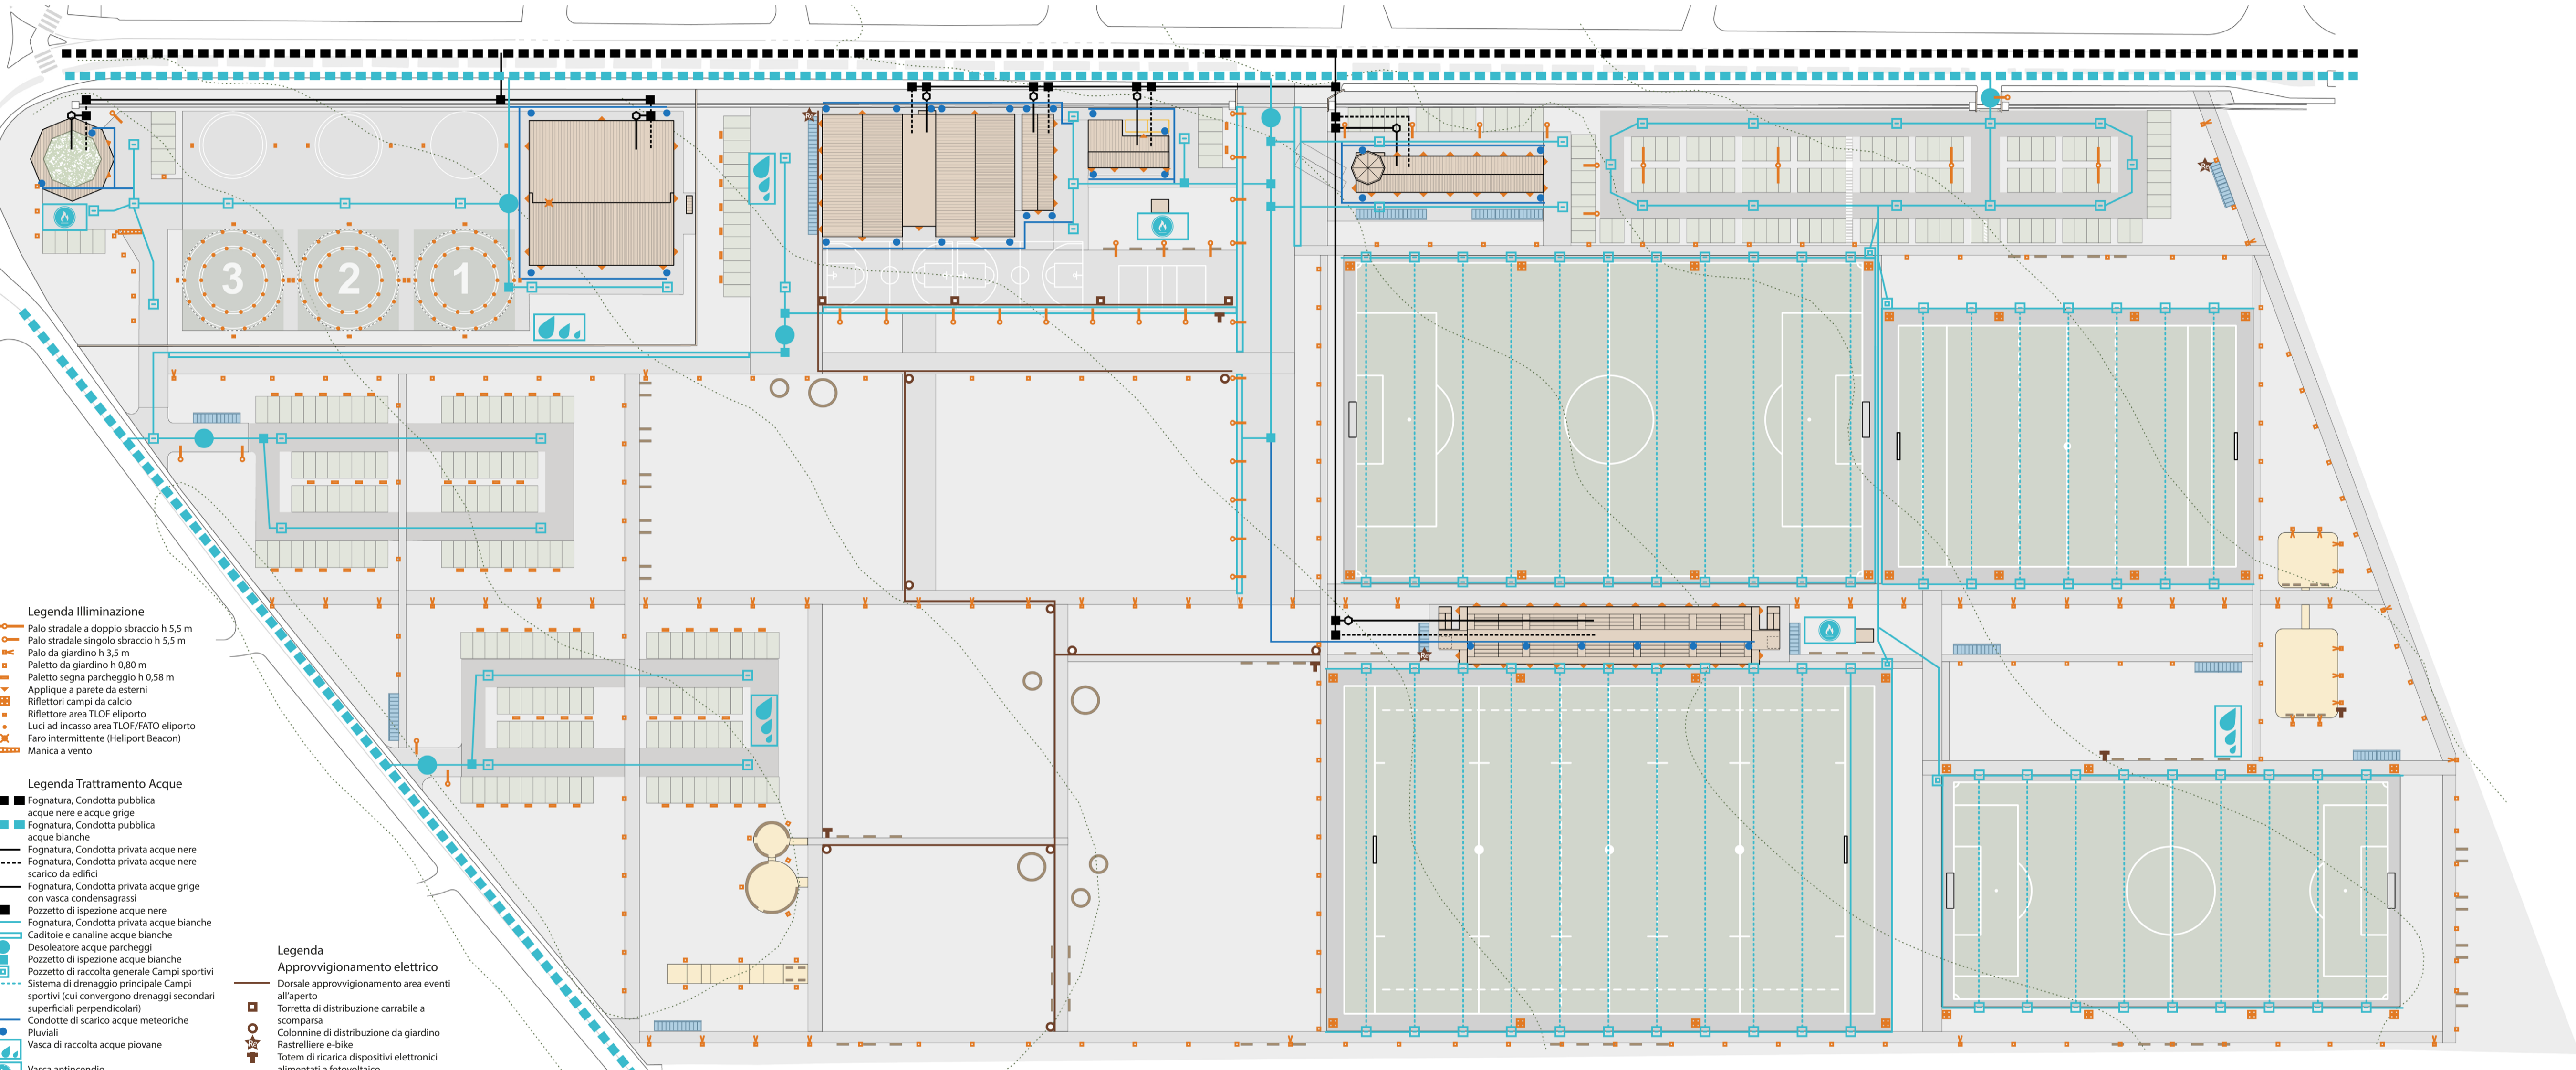 3
2
1
Legenda Illiminazione
Palo stradale a doppio sbraccio h 5,5 m
Palo stradale singolo sbraccio h 5,5 m
Palo da giardino h 3,5 m
Paletto da giardino h 0,80 m
Paletto segna parcheggio h 0,58 m
Applique a parete da esterni
Riflettori campi da calcio
Riflettore area TLOF eliporto
Luci ad incasso area TLOF/FATO eliporto
Faro intermittente (Heliport Beacon)
Manica a vento
Legenda Trattramento Acque
Fognatura, Condotta pubblica
acque nere e acque grige
Fognatura, Condotta pubblica
acque bianche
Fognatura, Condotta privata acque nere
Fognatura, Condotta privata acque nere
scarico da edifici
Fognatura, Condotta privata acque grige
con vasca condensagrassi
Pozzetto di ispezione acque nere
Fognatura, Condotta privata acque bianche
Caditoie e canaline acque bianche
Desoleatore acque parcheggi
Pozzetto di ispezione acque bianche
Pozzetto di raccolta generale Campi sportivi
Sistema di drenaggio principale Campi
sportivi (cui convergono drenaggi secondari
superficiali perpendicolari)
Condotte di scarico acque meteoriche
Pluviali
Vasca di raccolta acque piovane
Vasca antincendio
Legenda
Approvvigionamento elettrico
Dorsale approvvigionamento area eventi
all'aperto
Torretta di distribuzione carrabile a
scomparsa
Colonnine di distribuzione da giardino
Rastrelliere e-bike
Totem di ricarica dispositivi elettronici
alimentati a fotovoltaico